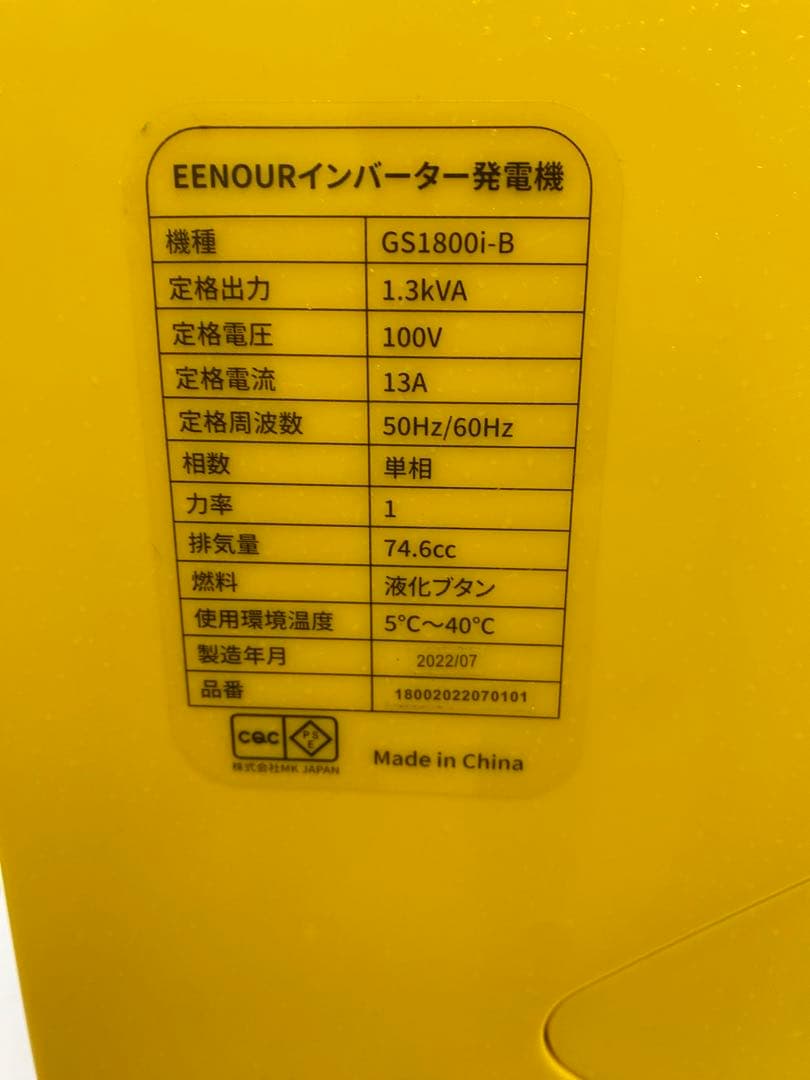 EENOURインバーター発電機
機種 GS1800i-B
定格出力 1.3kVA
定格電圧 100V
定格電流 13A
定格周波数 50Hz/60Hz
相数 単相
力率 1
排気量 74.6cc
燃料 液化ブタン
使用環境温度 5℃〜40℃
製造年月 2022/07
品番 18002022070101
CQC PSE
株式会社MK JAPAN
Made in China